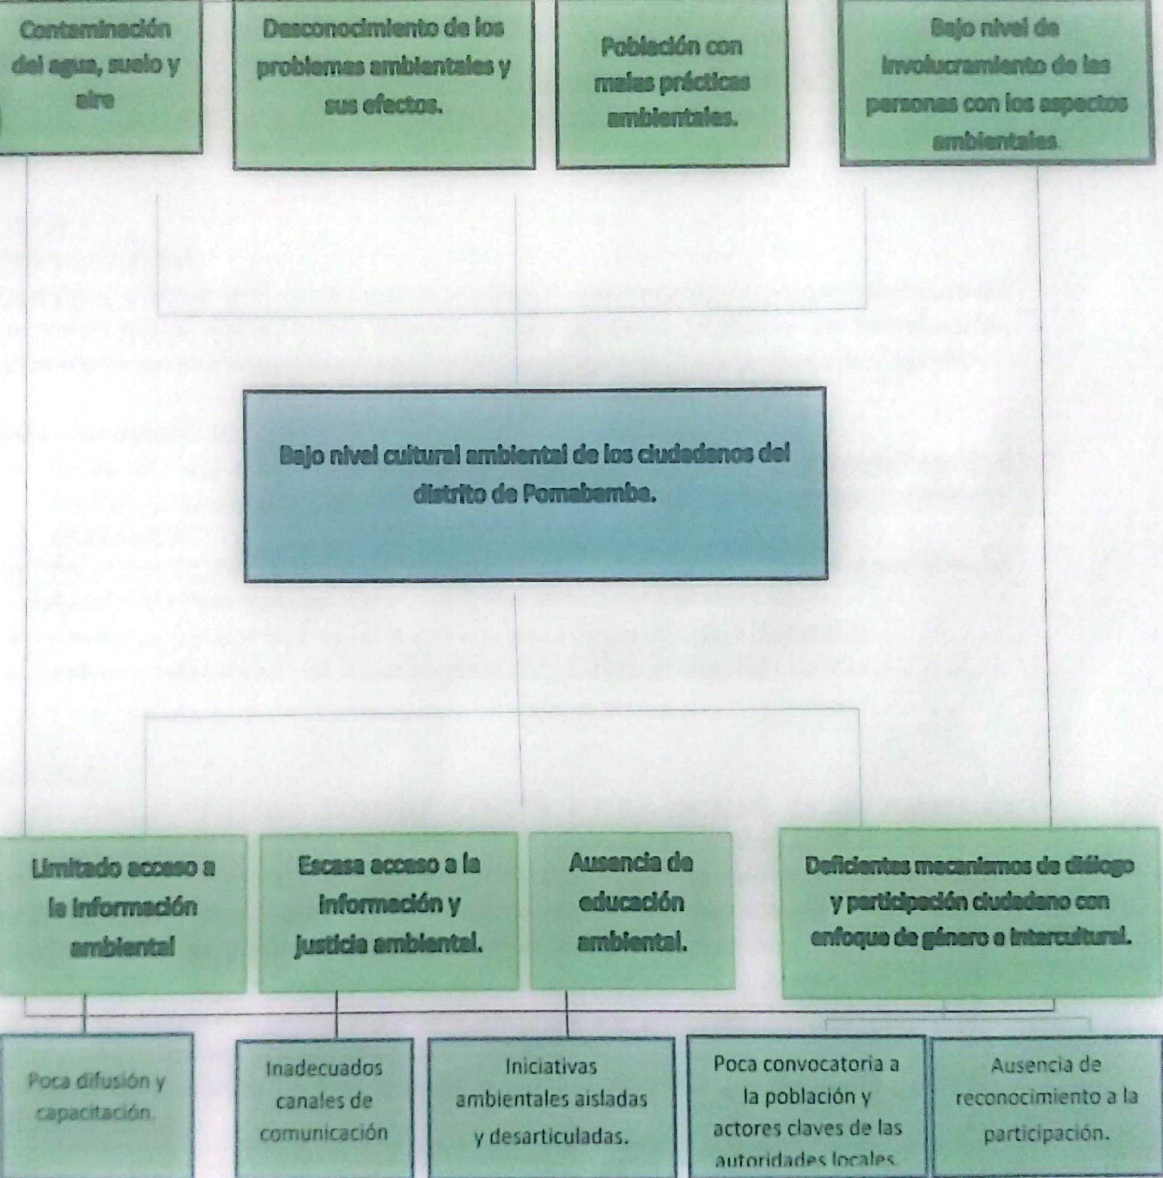 Contaminación
del agua, suelo y
aire
Desconocimiento de los
problemas ambientales y
sus efectos.
Población con
malas prácticas
ambientales.
Bajo nivel de
involucramiento de las
personas con los aspectos
ambientales
Bajo nivel cultural ambiental de los ciudadanos del
distrito de Pomabamba.
Limitado acceso a
la información
ambiental
Escasa acceso a la
información y
justicia ambiental.
Ausencia de
educación
ambiental.
Deficientes mecanismos de diálogo
y participación ciudadano con
enfoque de género e intercultural.
Poca difusión y
capacitación.
Inadecuados
canales de
comunicación
Iniciativas
ambientales aisladas
y desarticuladas.
Poca convocatoria a
la población y
actores claves de las
autoridades locales.
Ausencia de
reconocimiento a la
participación.